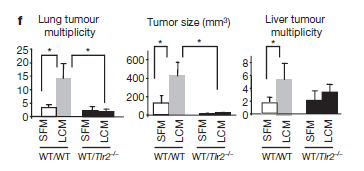 f
Lung tumour
multiplicity
*
*
25
20
15
10
5
0
SFM
LCM
SFM
LCM
WT/WT
WT/Tlr2⁻/⁻
Tumor size (mm³)
*
*
600
400
200
0
SFM
LCM
SFM
LCM
WT/WT
WT/Tlr2⁻/⁻
Liver tumour
multiplicity
*
8
6
4
2
0
SFM
LCM
SFM
LCM
WT/WT
WT/Tlr2⁻/⁻